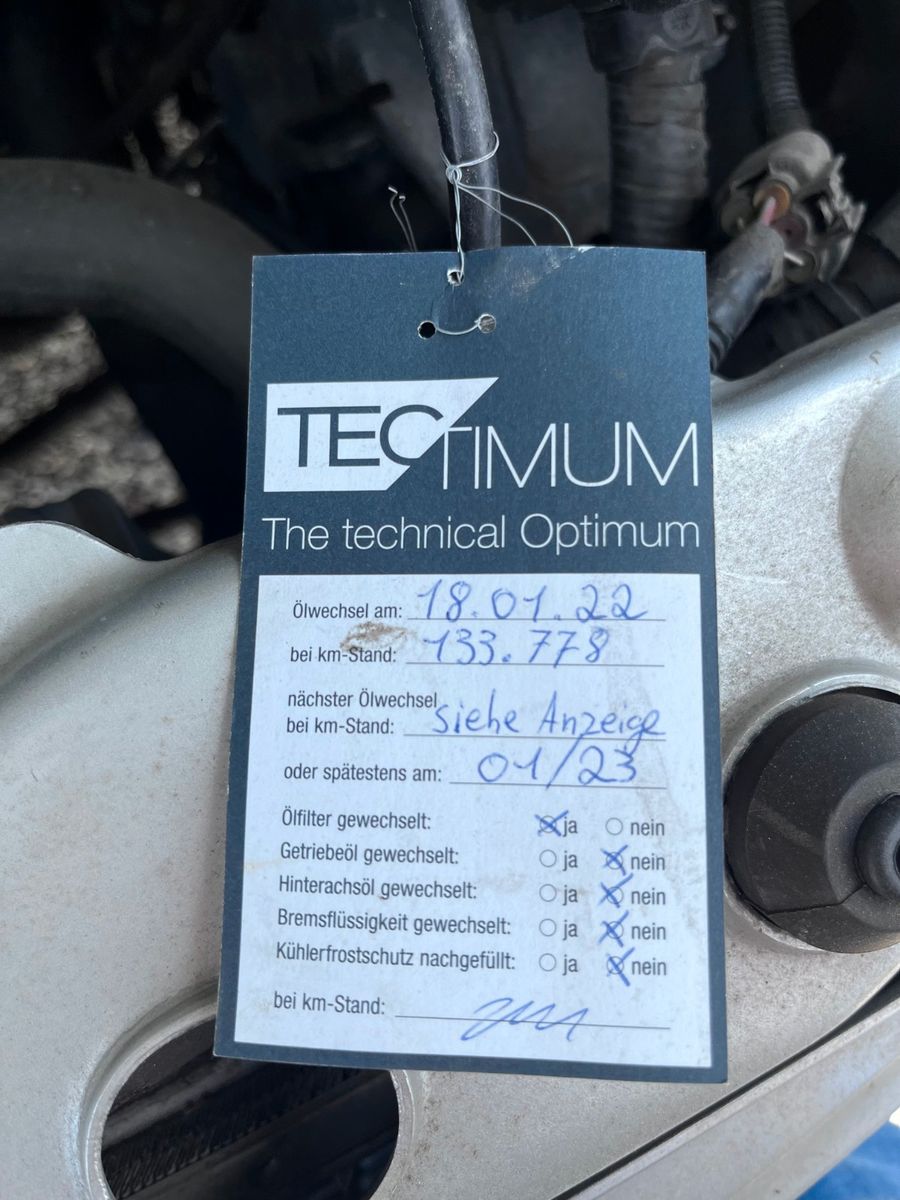 TECTIMUM
The technical Optimum
Ölwechsel am: 18.01.22
bei km-Stand: 133.778
nächster Ölwechsel
bei km-Stand: siehe Anzeige
oder spätestens am: 01/23
Ölfilter gewechselt: ja nein
Getriebeöl gewechselt: ja nein
Hinterachsöl gewechselt: ja nein
Bremsflüssigkeit gewechselt: ja nein
Kühlerfrostschutz nachgefüllt: ja nein
bei km-Stand: